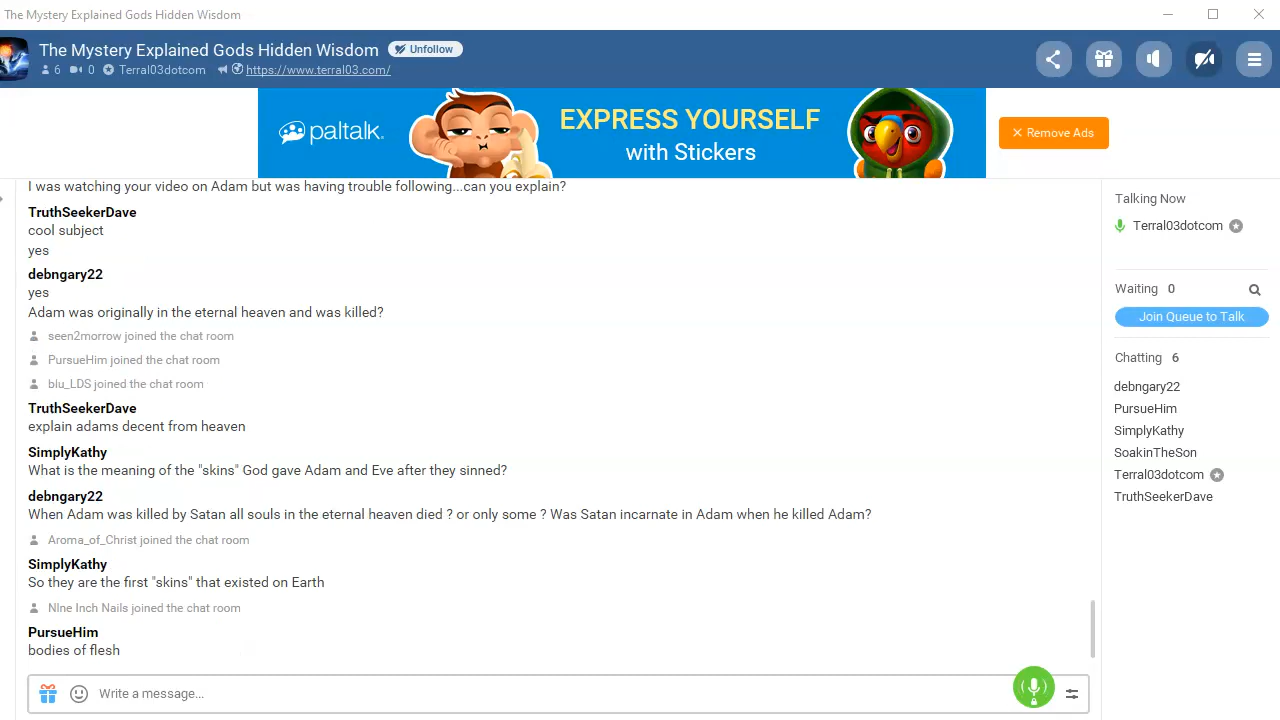 The Mystery Explained Gods Hidden Wisdom
The Mystery Explained Gods Hidden Wisdom Unfollow
6 0 Terral03dotcom https://www.terral03.com/
paltalk.
EXPRESS YOURSELF
with Stickers
Remove Ads
I was watching your video on Adam but was having trouble following...can you explain?
TruthSeekerDave
cool subject
yes
debngary22
yes
Adam was originally in the eternal heaven and was killed?
seen2morrow joined the chat room
PursueHim joined the chat room
blu_LDS joined the chat room
TruthSeekerDave
explain adams decent from heaven
SimplyKathy
What is the meaning of the "skins" God gave Adam and Eve after they sinned?
debngary22
When Adam was killed by Satan all souls in the eternal heaven died ? or only some ? Was Satan incarnate in Adam when he killed Adam?
Aroma_of_Christ joined the chat room
SimplyKathy
So they are the first "skins" that existed on Earth
NIne Inch Nails joined the chat room
PursueHim
bodies of flesh
Write a message...
Talking Now
Terral03dotcom
Waiting 0
Join Queue to Talk
Chatting 6
debngary22
PursueHim
SimplyKathy
SoakinTheSon
Terral03dotcom
TruthSeekerDave